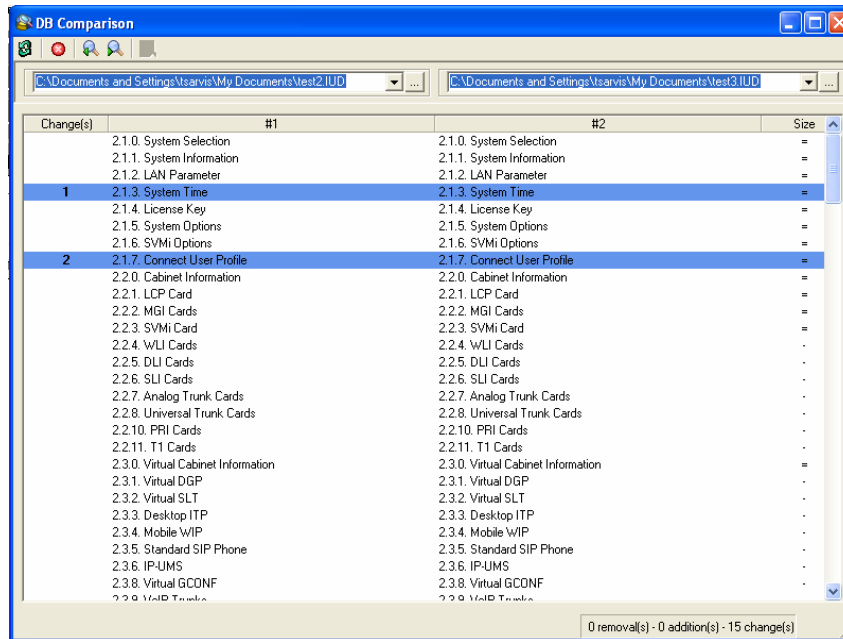 DB Comparison
C:\Documents and Settings\tsarvis\My Documents\test2.IUD ... C:\Documents and Settings\tsarvis\My Documents\test3.IUD ...
Change(s) #1 #2 Size
2.1.0. System Selection 2.1.0. System Selection =
2.1.1. System Information 2.1.1. System Information =
2.1.2. LAN Parameter 2.1.2. LAN Parameter =
1 2.1.3. System Time 2.1.3. System Time =
2.1.4. License Key 2.1.4. License Key =
2.1.5. System Options 2.1.5. System Options =
2.1.6. SVMi Options 2.1.6. SVMi Options =
2 2.1.7. Connect User Profile 2.1.7. Connect User Profile =
2.2.0. Cabinet Information 2.2.0. Cabinet Information =
2.2.1. LCP Card 2.2.1. LCP Card =
2.2.2. MGI Cards 2.2.2. MGI Cards =
2.2.3. SVMi Card 2.2.3. SVMi Card =
2.2.4. WLI Cards 2.2.4. WLI Cards .
2.2.5. DLI Cards 2.2.5. DLI Cards .
2.2.6. SLI Cards 2.2.6. SLI Cards .
2.2.7. Analog Trunk Cards 2.2.7. Analog Trunk Cards .
2.2.8. Universal Trunk Cards 2.2.8. Universal Trunk Cards .
2.2.10. PRI Cards 2.2.10. PRI Cards .
2.2.11. T1 Cards 2.2.11. T1 Cards .
2.3.0. Virtual Cabinet Information 2.3.0. Virtual Cabinet Information =
2.3.1. Virtual DGP 2.3.1. Virtual DGP .
2.3.2. Virtual SLT 2.3.2. Virtual SLT .
2.3.3. Desktop ITP 2.3.3. Desktop ITP .
2.3.4. Mobile WIP 2.3.4. Mobile WIP .
2.3.5. Standard SIP Phone 2.3.5. Standard SIP Phone .
2.3.6. IP-UMS 2.3.6. IP-UMS .
2.3.8. Virtual GCONF 2.3.8. Virtual GCONF .
2.3.9. VoIP Trunks 2.3.9. VoIP Trunks
0 removal(s) - 0 addition(s) - 15 change(s)